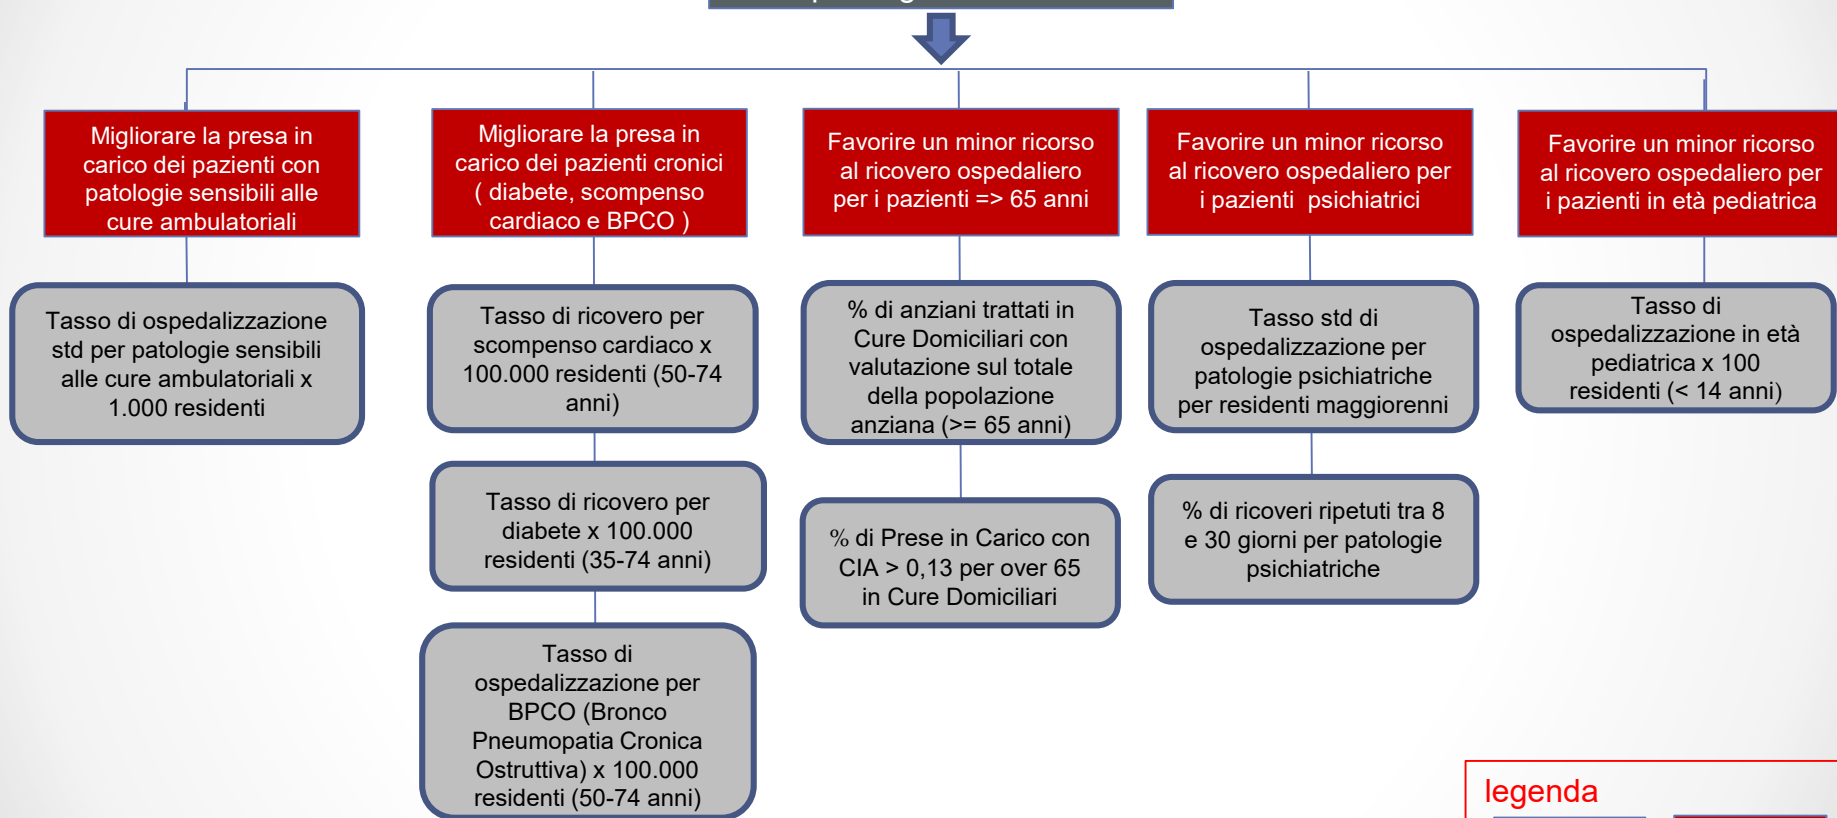 Migliorare la presa in
carico dei pazienti con
patologie sensibili alle
cure ambulatoriali
Migliorare la presa in
carico dei pazienti cronici
( diabete, scompenso
cardiaco e BPCO )
Favorire un minor ricorso
al ricovero ospedaliero
per i pazienti => 65 anni
Favorire un minor ricorso
al ricovero ospedaliero per
i pazienti psichiatrici
Favorire un minor ricorso
al ricovero ospedaliero per
i pazienti in età pediatrica
Tasso di ospedalizzazione
std per patologie sensibili
alle cure ambulatoriali x
1.000 residenti
Tasso di ricovero per
scompenso cardiaco x
100.000 residenti (50-74
anni)
Tasso di ricovero per
diabete x 100.000
residenti (35-74 anni)
Tasso di
ospedalizzazione per
BPCO (Bronco
Pneumopatia Cronica
Ostruttiva) x 100.000
residenti (50-74 anni)
% di anziani trattati in
Cure Domiciliari con
valutazione sul totale
della popolazione
anziana (>= 65 anni)
% di Prese in Carico con
CIA > 0,13 per over 65
in Cure Domiciliari
Tasso std di
ospedalizzazione per
patologie psichiatriche
per residenti maggiorenni
% di ricoveri ripetuti tra 8
e 30 giorni per patologie
psichiatriche
Tasso di
ospedalizzazione in età
pediatrica x 100
residenti (< 14 anni)
legenda